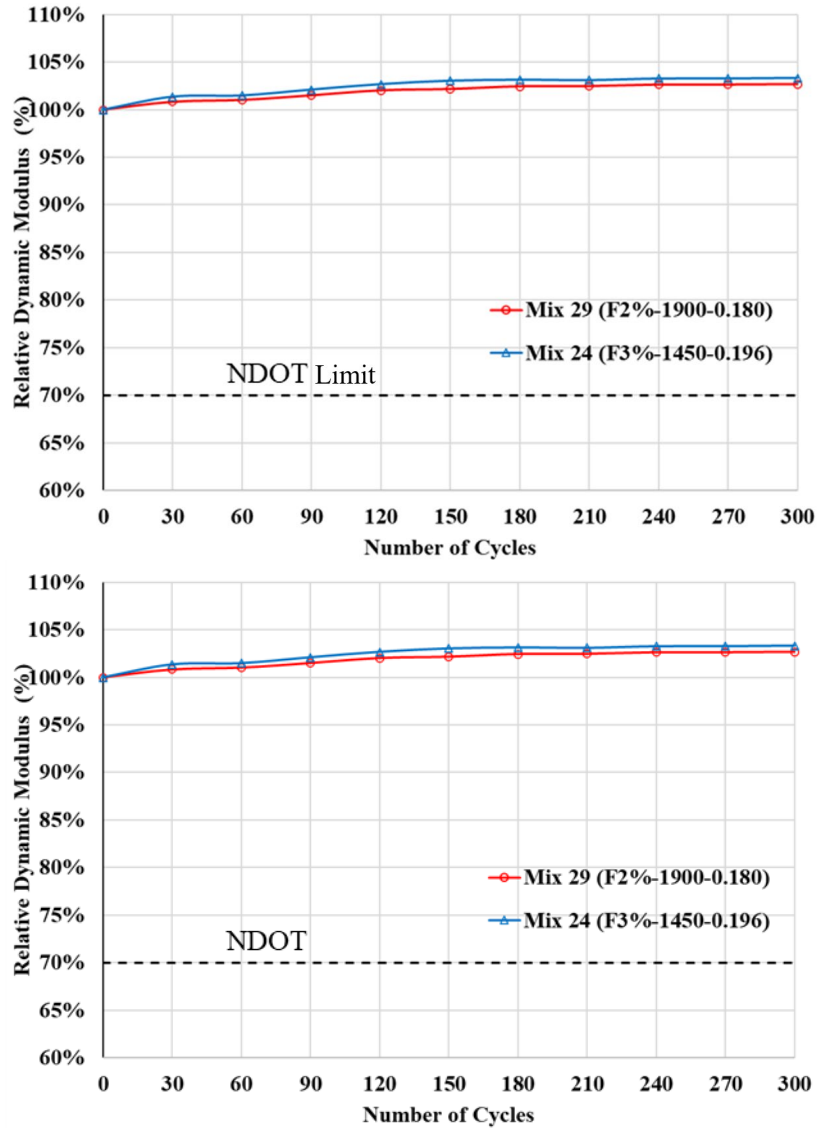 110%
105%
100%
95%
90%
85%
80%
75%
70%
65%
60%
Relative Dynamic Modulus (%)
Mix 29 (F2%-1900-0.180)
Mix 24 (F3%-1450-0.196)
NDOT Limit
0 30 60 90 120 150 180 210 240 270 300
Number of Cycles
110%
105%
100%
95%
90%
85%
80%
75%
70%
65%
60%
Relative Dynamic Modulus (%)
Mix 29 (F2%-1900-0.180)
Mix 24 (F3%-1450-0.196)
NDOT
0 30 60 90 120 150 180 210 240 270 300
Number of Cycles